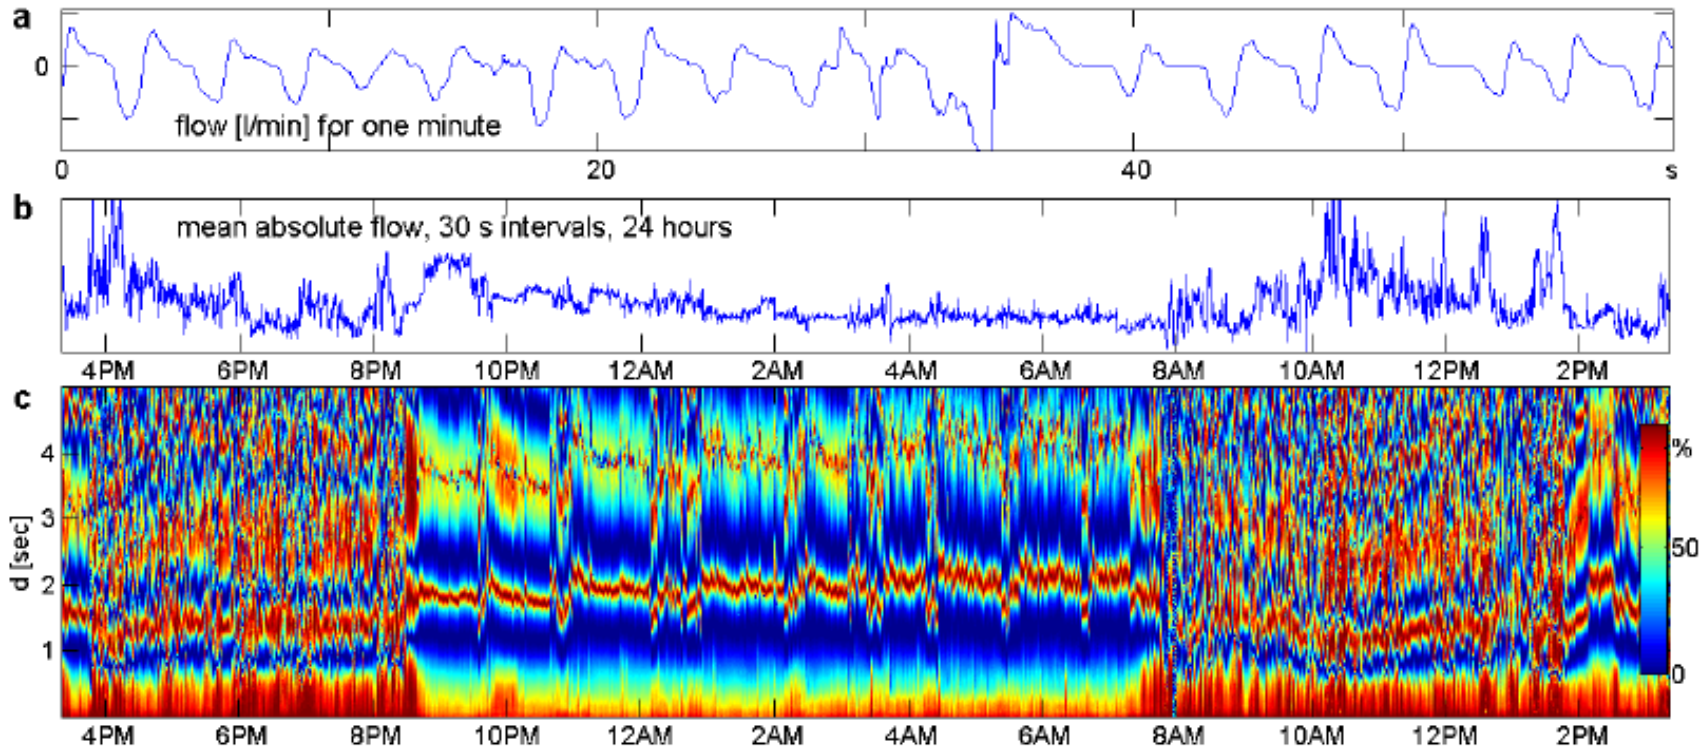 a
0
flow [l/min] for one minute
0 20 40 s
b
mean absolute flow, 30 s intervals, 24 hours
4PM 6PM 8PM 10PM 12AM 2AM 4AM 6AM 8AM 10AM 12PM 2PM
c
4
3
2
1
d [sec]
%
50
0
4PM 6PM 8PM 10PM 12AM 2AM 4AM 6AM 8AM 10AM 12PM 2PM